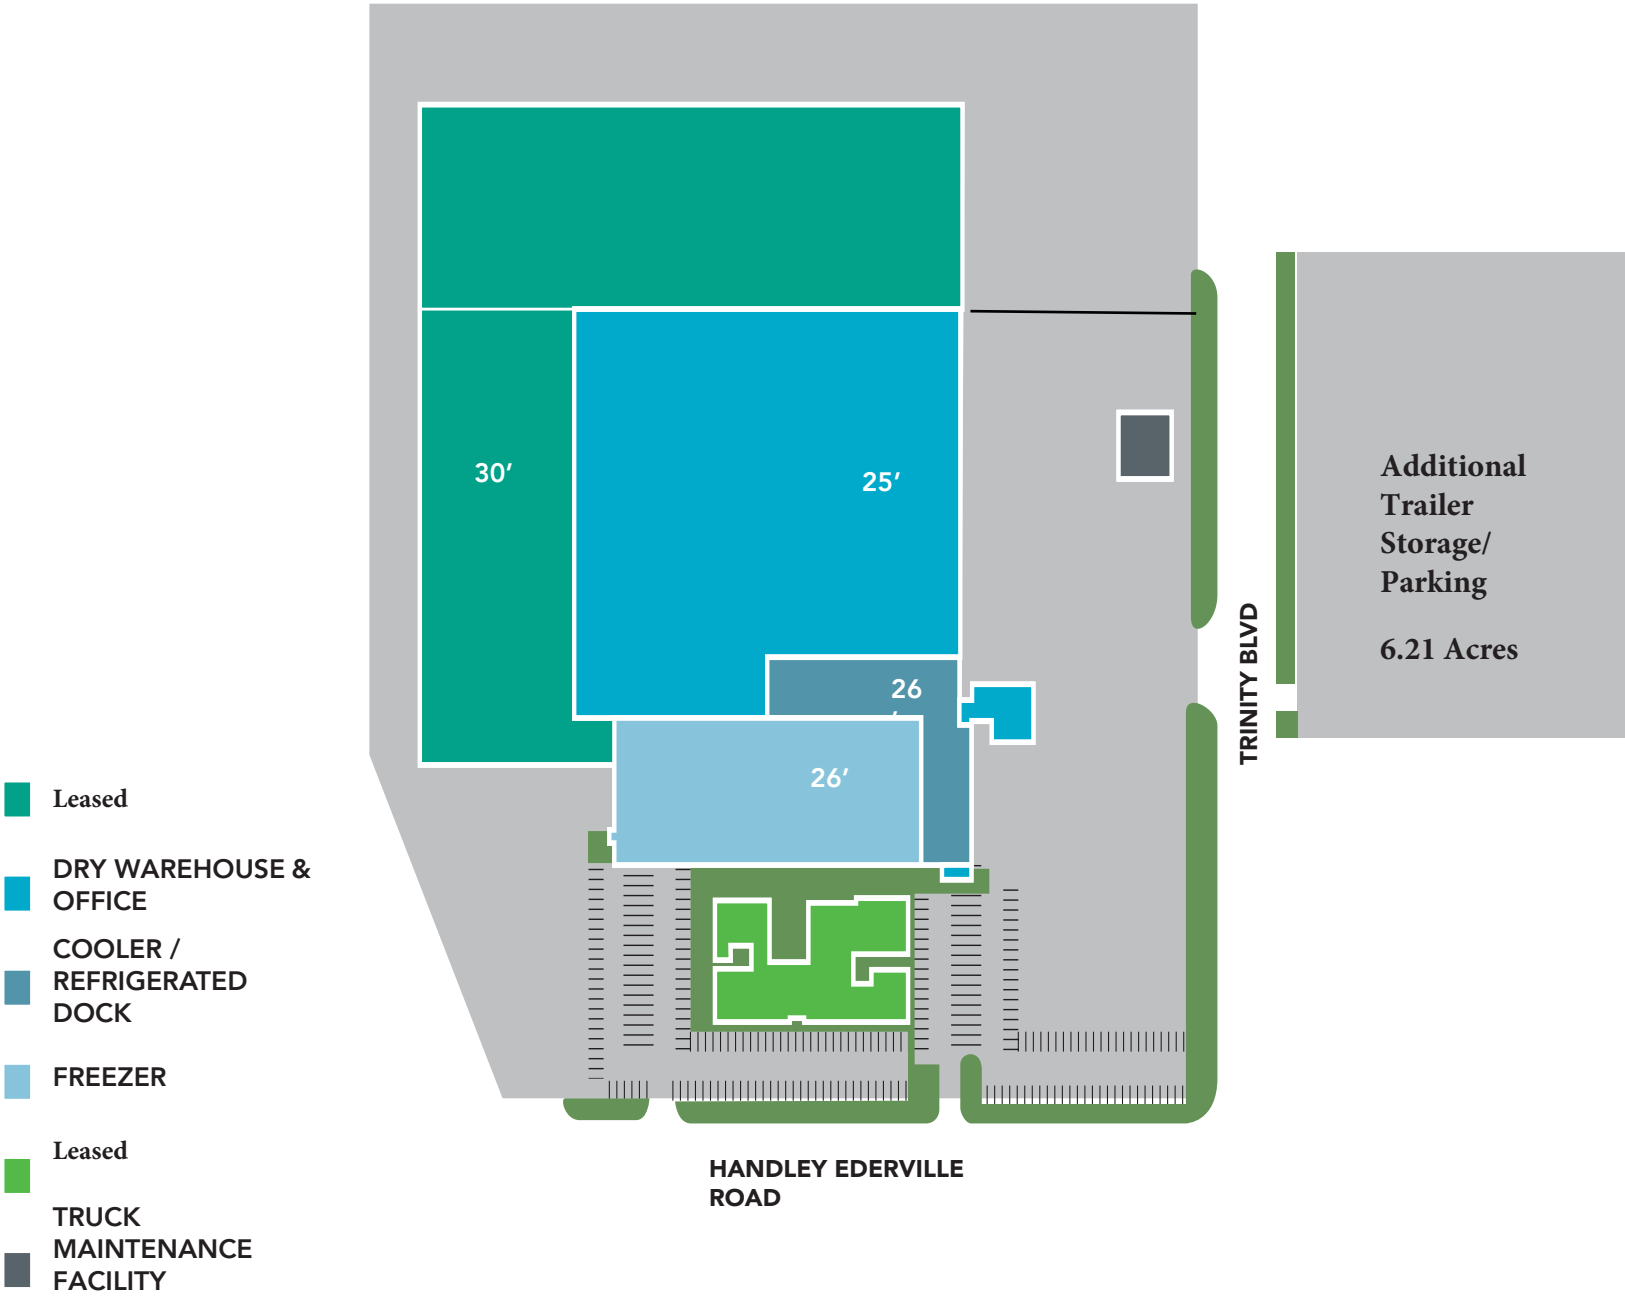 30’
25’
26
’
26’
Additional
Trailer
Storage/
Parking
6.21 Acres
TRINITY BLVD
Leased
DRY WAREHOUSE &
OFFICE
COOLER /
REFRIGERATED
DOCK
FREEZER
Leased
TRUCK
MAINTENANCE
FACILITY
HANDLEY EDERVILLE
ROAD